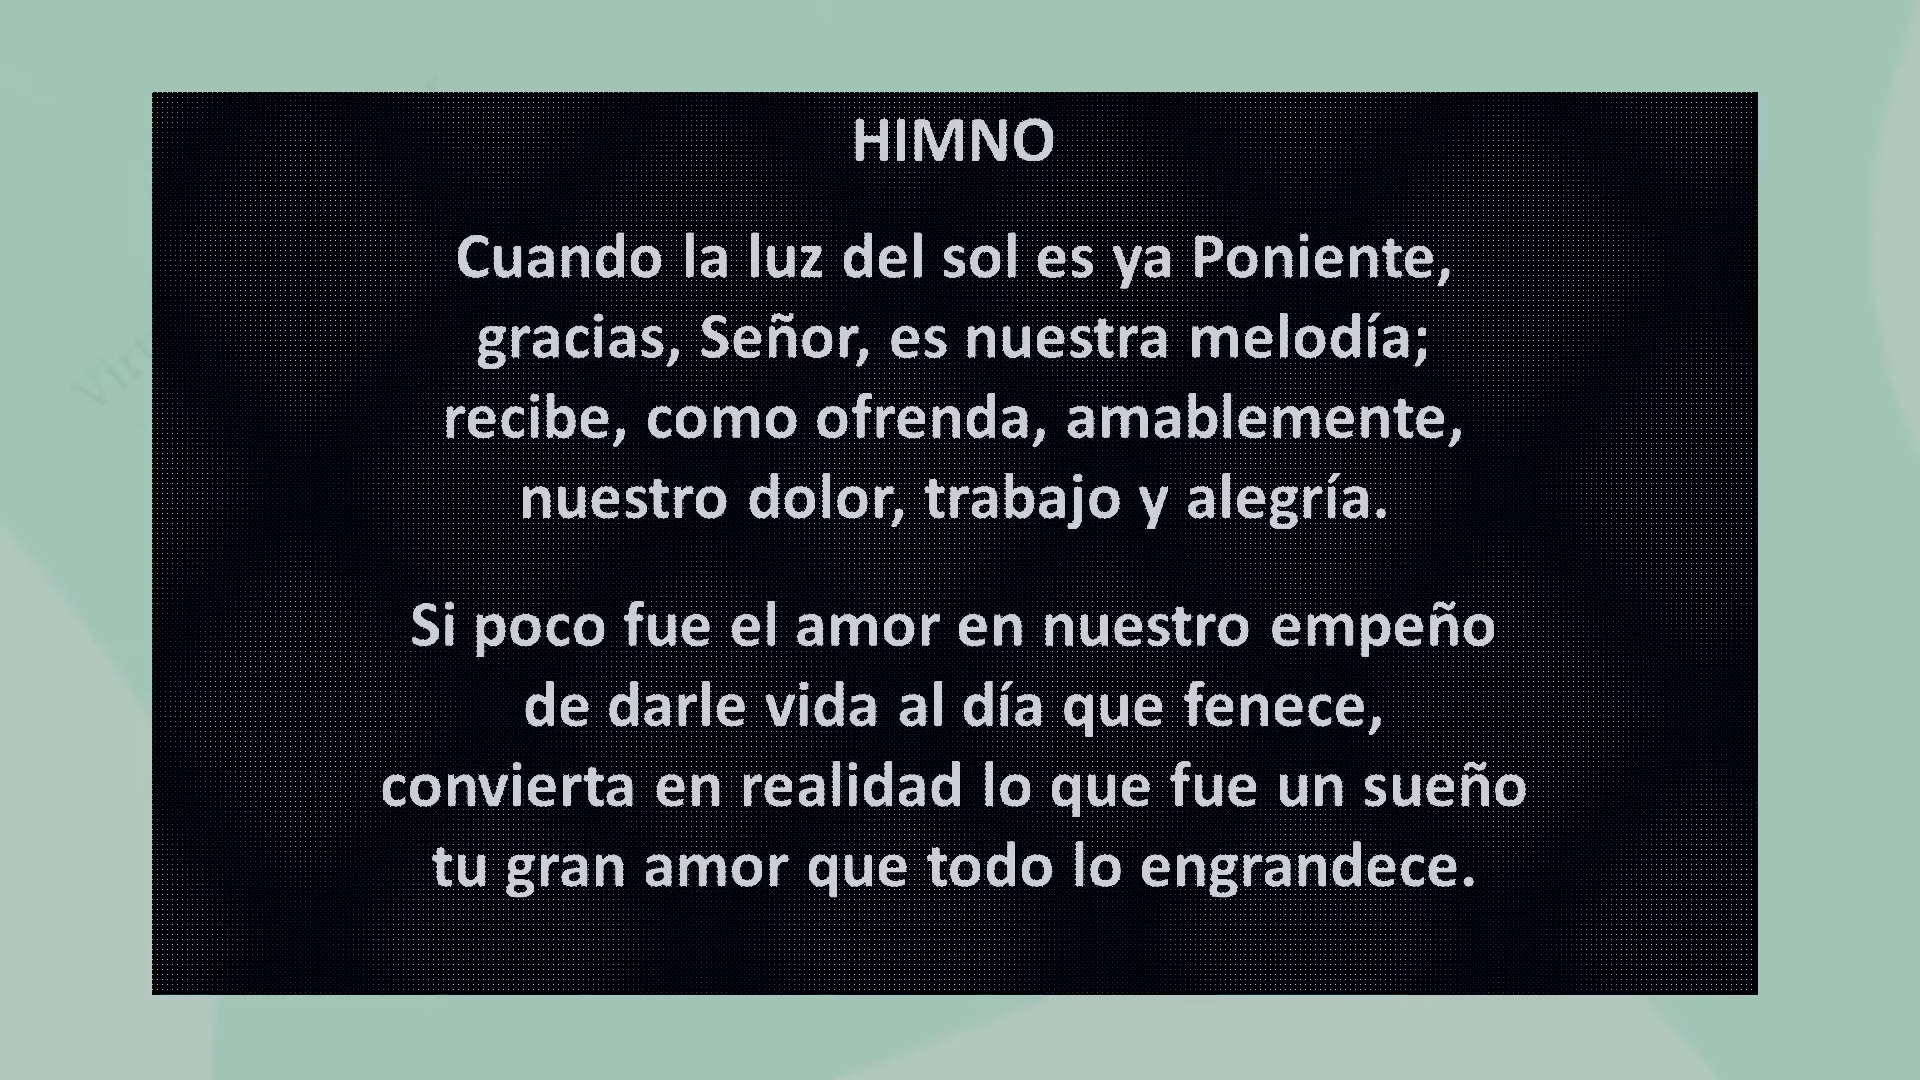 HIMNO
Cuando la luz del sol es ya Poniente,
gracias, Señor, es nuestra melodía;
recibe, como ofrenda, amablemente,
nuestro dolor, trabajo y alegría.
Si poco fue el amor en nuestro empeño
de darle vida al día que fenece,
convierta en realidad lo que fue un sueño
tu gran amor que todo lo engrandece.